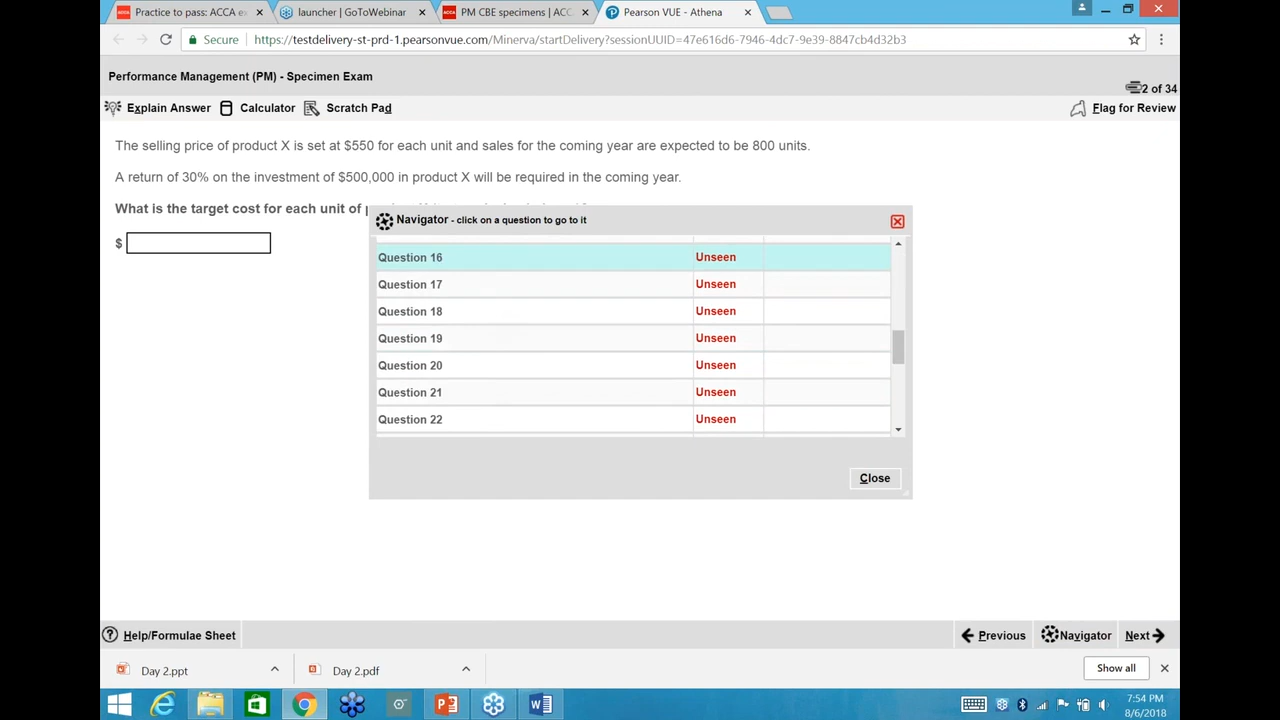 Practice to pass: ACCA ex
launcher | GoToWebinar
PM CBE specimens | ACC
Pearson VUE - Athena
Secure
https://testdelivery-st-prd-1.pearsonvue.com/Minerva/startDelivery?sessionUUID=47e616d6-7946-4dc7-9e39-8847cb4d32b3
Performance Management (PM) - Specimen Exam
2 of 34
Explain Answer
Calculator
Scratch Pad
Flag for Review
The selling price of product X is set at $550 for each unit and sales for the coming year are expected to be 800 units.
A return of 30% on the investment of $500,000 in product X will be required in the coming year.
What is the target cost for each unit of
$
Navigator - click on a question to go to it
Question 16 Unseen
Question 17 Unseen
Question 18 Unseen
Question 19 Unseen
Question 20 Unseen
Question 21 Unseen
Question 22 Unseen
Close
Help/Formulae Sheet
Previous
Navigator
Next
Day 2.ppt
Day 2.pdf
Show all
7:54 PM
8/6/2018